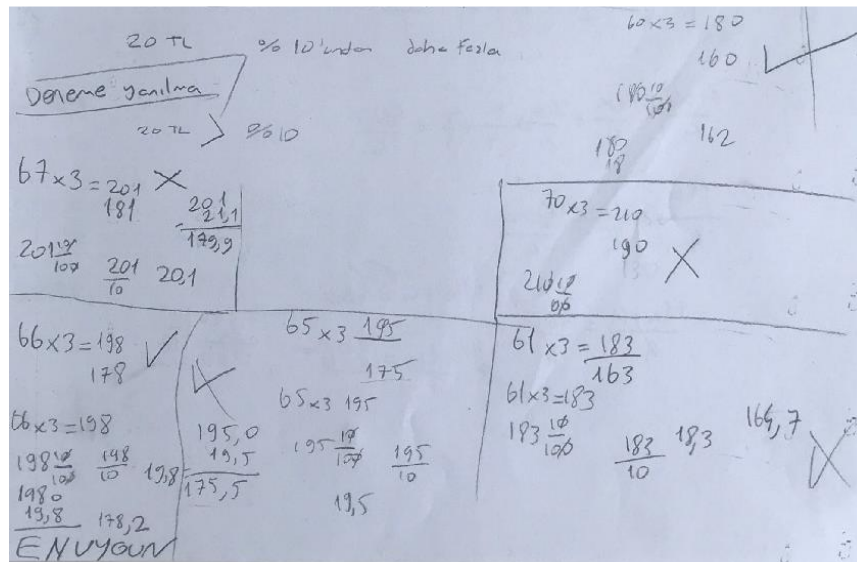 20 TL % 10'undan daha fazla
Deneme yanılma
20 TL > % 10
60 x 3 = 180
160 ✓
180 10/100
180
18
162
67 x 3 = 201 X
181
201
21,1
179,9
201 10/100
201/10 20,1
70 x 3 = 210
190 X
210 10/100
66 x 3 = 198 ✓
178
66 x 3 = 198
198 10/100 198/10 19,8
1980
19,8
178,2
EN UYGUN
65 x 3 195
175
65 x 3 195
195,0
19,5
175,5
195 10/100 195/10
19,5
61 x 3 = 183
163
61 x 3 = 183
183 10/100 183/10 18,3
164,7 X